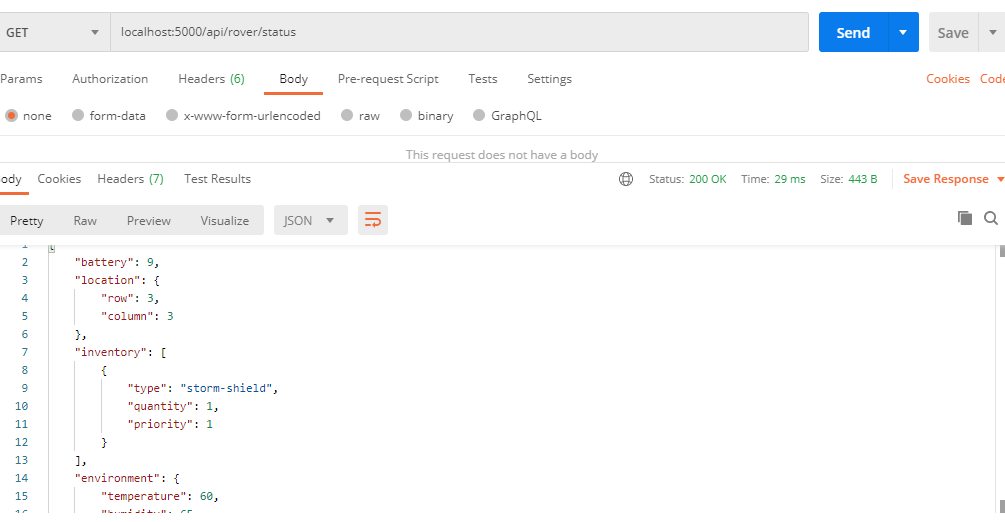 GET localhost:5000/api/rover/status Send Save
Params Authorization Headers (6) Body Pre-request Script Tests Settings Cookies Code
none form-data x-www-form-urlencoded raw binary GraphQL
This request does not have a body
ody Cookies Headers (7) Test Results Status: 200 OK Time: 29 ms Size: 443 B Save Response
Pretty Raw Preview Visualize JSON
1 {
2 "battery": 9,
3 "location": {
4 "row": 3,
5 "column": 3
6 },
7 "inventory": [
8 {
9 "type": "storm-shield",
10 "quantity": 1,
11 "priority": 1
12 }
13 ],
14 "environment": {
15 "temperature": 60,
16 "humidity": 65